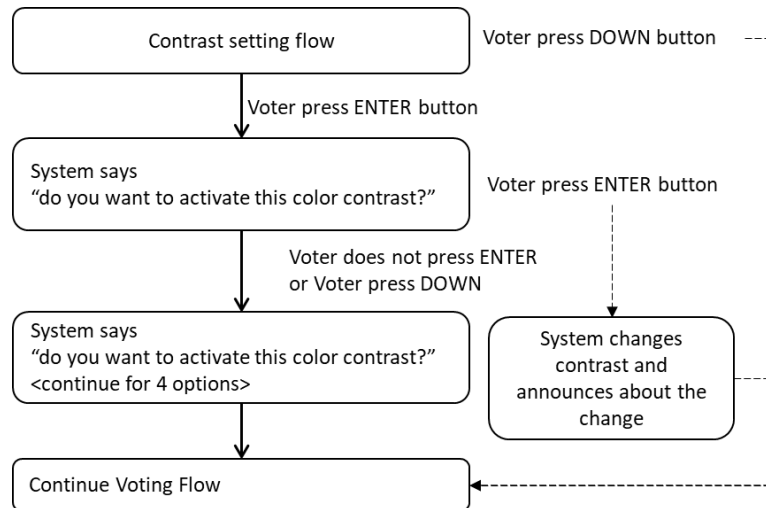 Contrast setting flow
Voter press DOWN button
Voter press ENTER button
System says
“do you want to activate this color contrast?”
Voter press ENTER button
Voter does not press ENTER
or Voter press DOWN
System says
“do you want to activate this color contrast?”
<continue for 4 options>
System changes
contrast and
announces about the
change
Continue Voting Flow